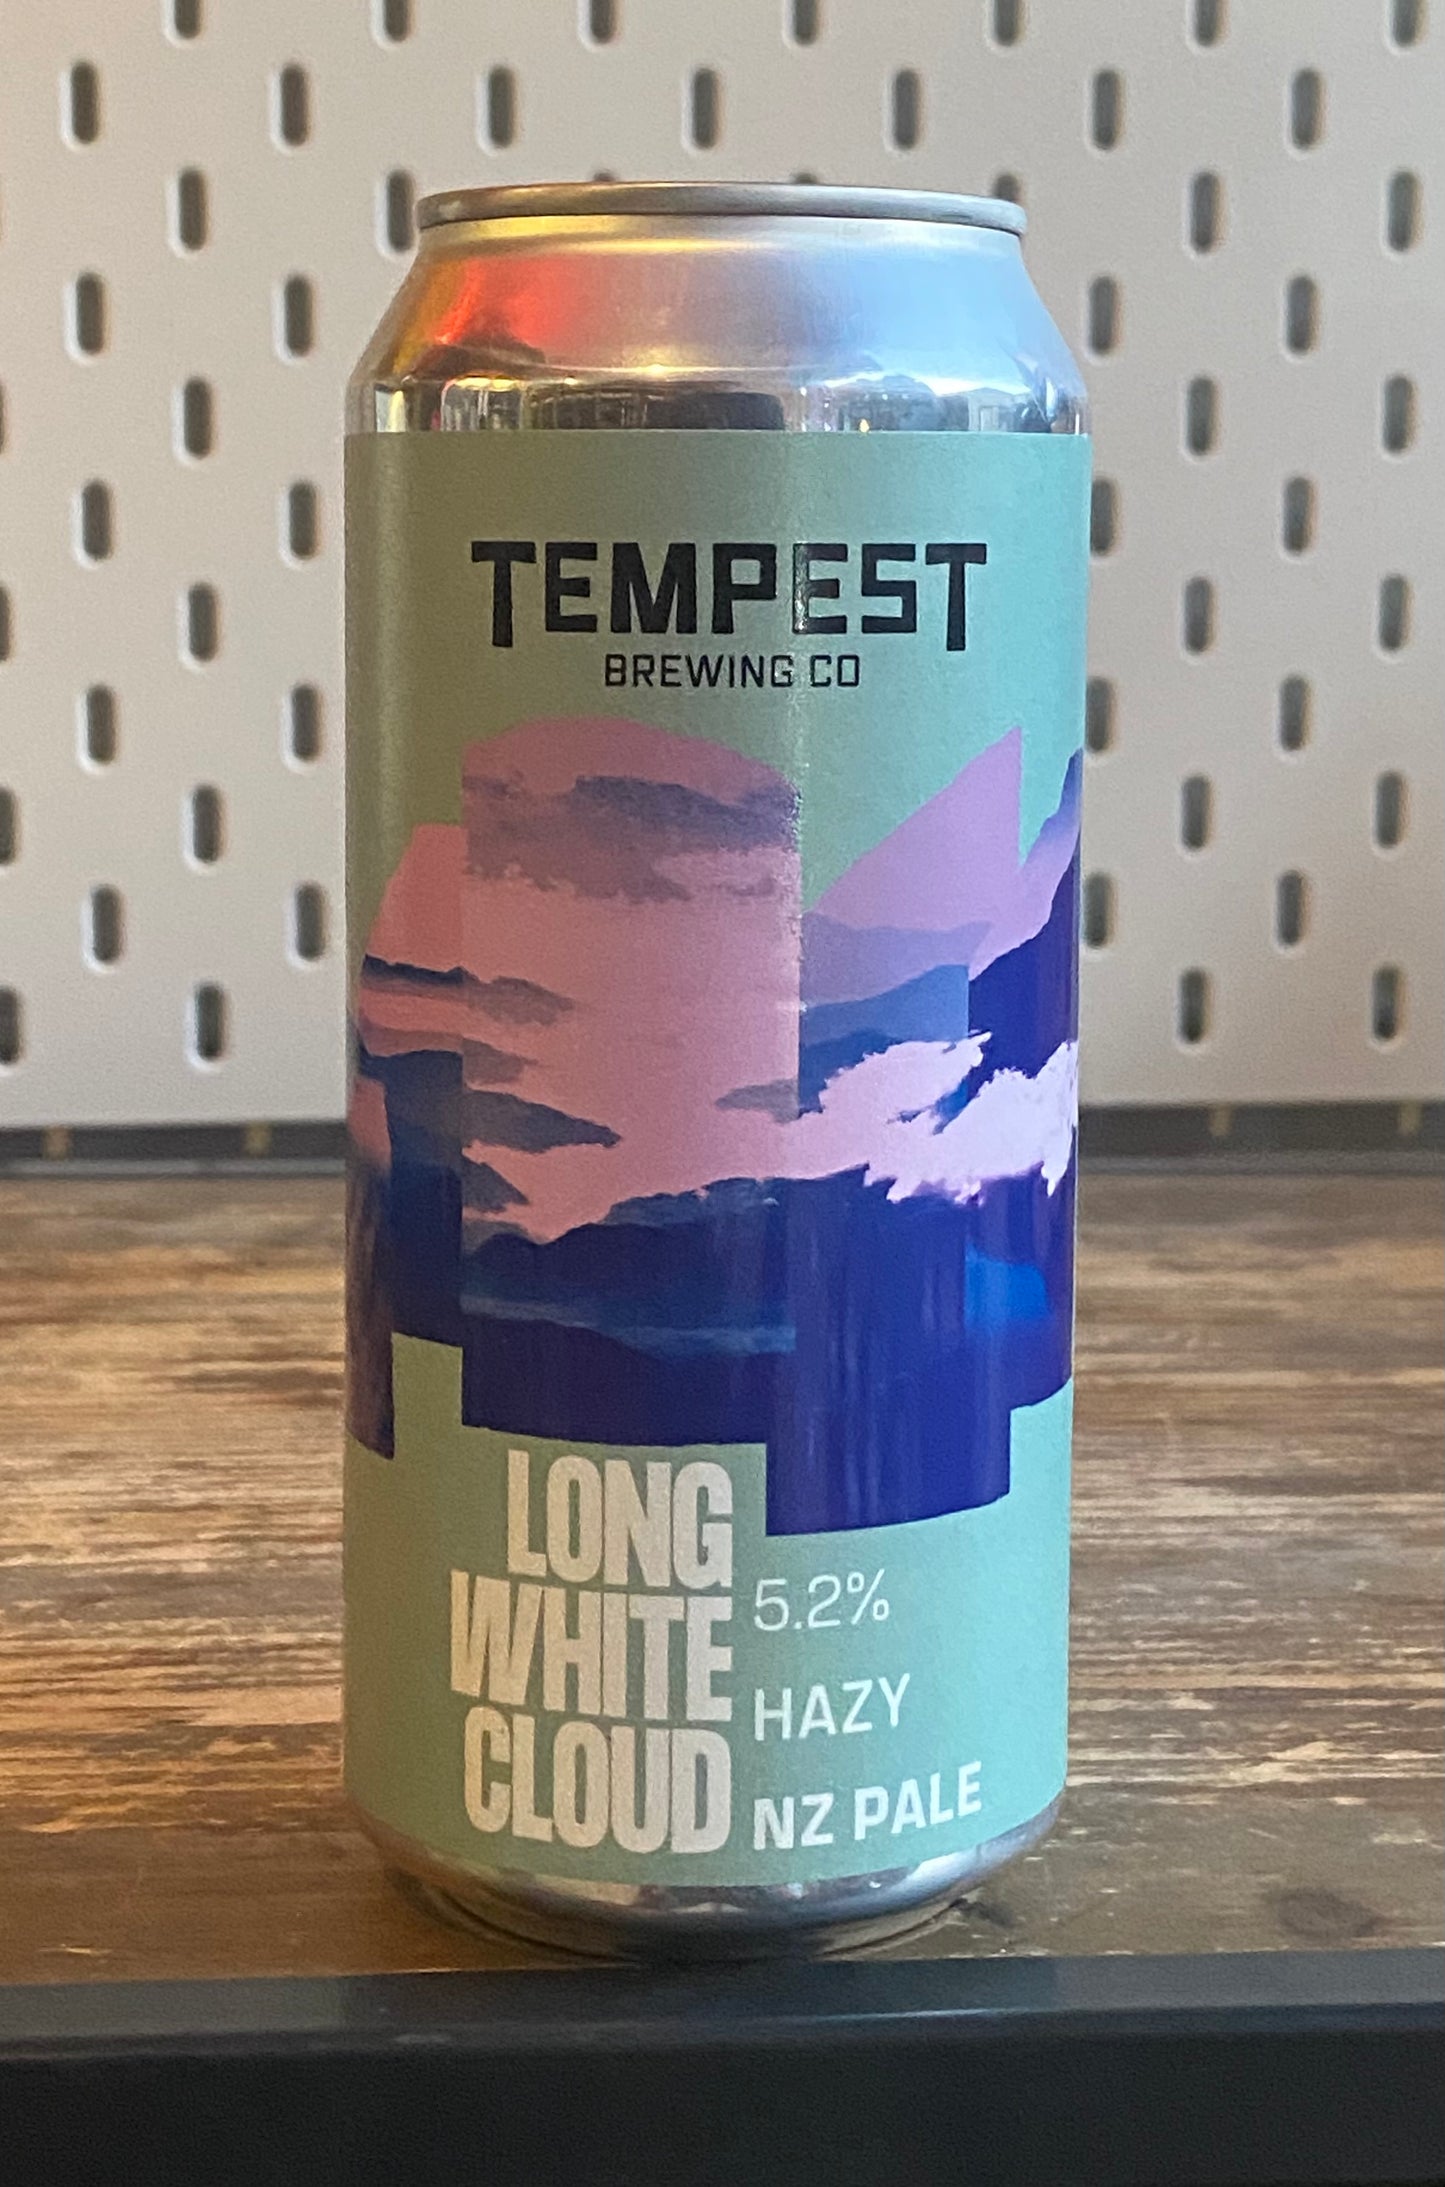 TEMPEST
BREWING CO
LONG
WHITE
CLOUD
5.2%
HAZY
NZ PALE